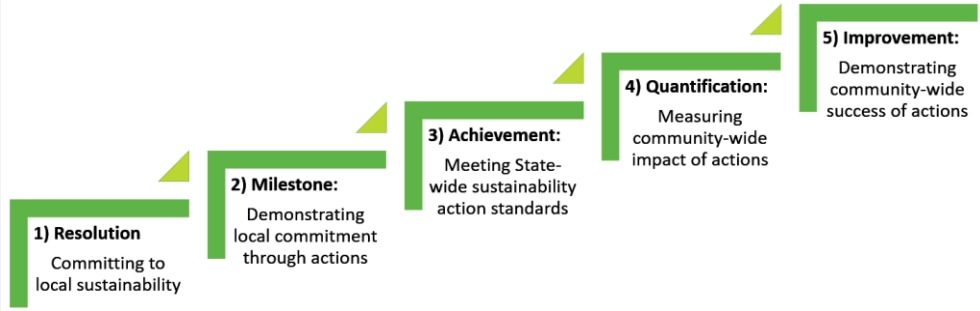 1) Resolution
Committing to
local sustainability
2) Milestone:
Demonstrating
local commitment
through actions
3) Achievement:
Meeting State-
wide sustainability
action standards
4) Quantification:
Measuring
community-wide
impact of actions
5) Improvement:
Demonstrating
community-wide
success of actions